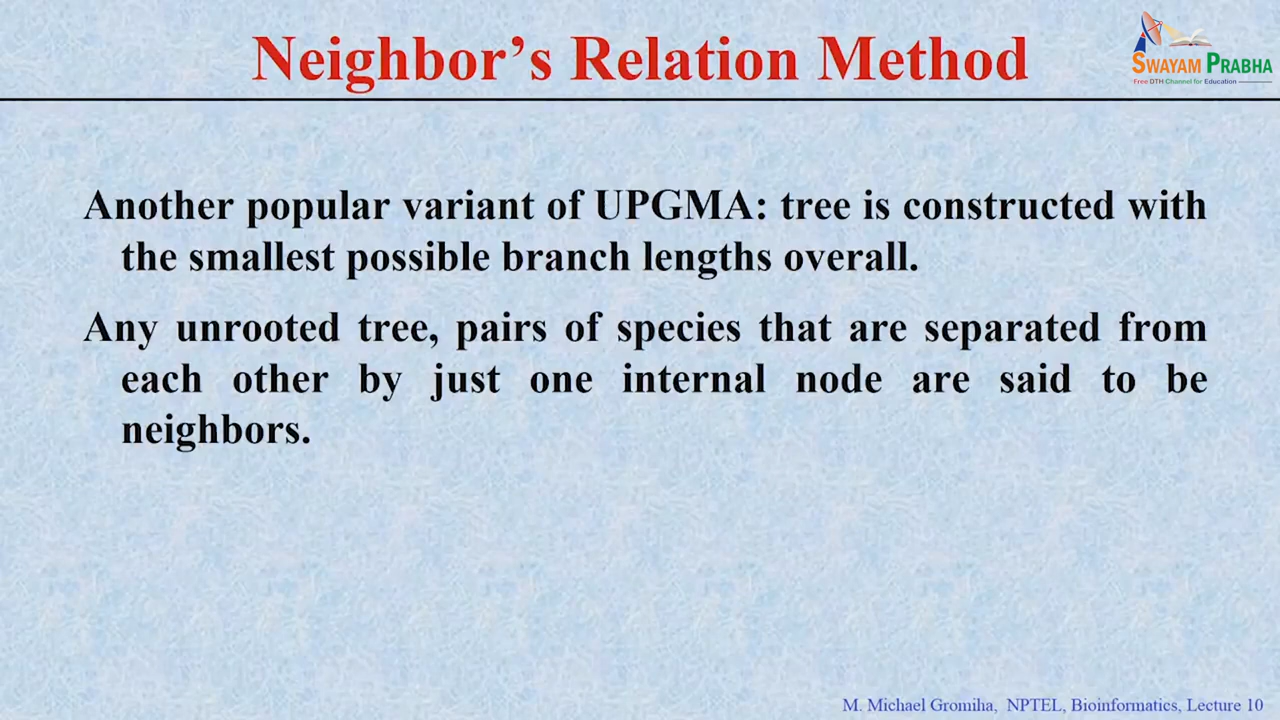 Neighbor's Relation Method
SWAYAM PRABHA
Free DTH Channel for Education
Another popular variant of UPGMA: tree is constructed with
the smallest possible branch lengths overall.
Any unrooted tree, pairs of species that are separated from
each other by just one internal node are said to be
neighbors.
M. Michael Gromiha, NPTEL, Bioinformatics, Lecture 10